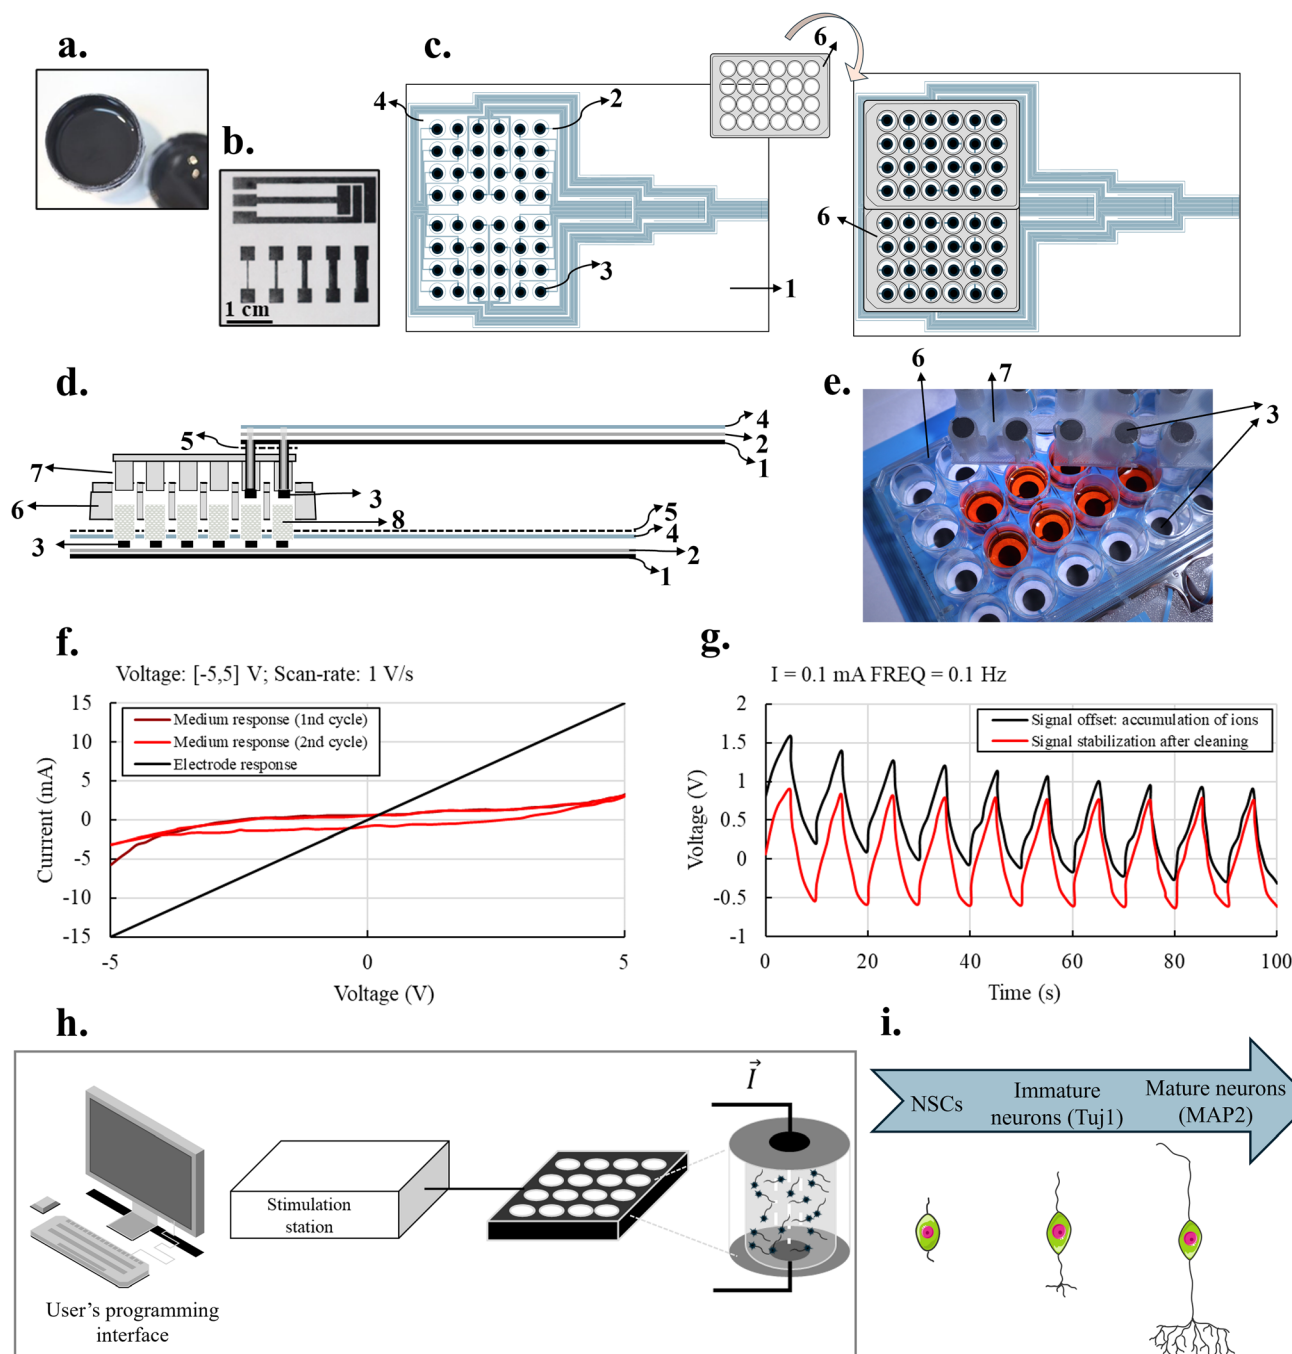 a.
b.
1 cm
c.
4
2
3
1
6
6
d.
5
4
2
1
7
6
3
3
8
5
4
2
1
e.
6
7
3
f.
Voltage: [-5,5] V; Scan-rate: 1 V/s
Medium response (1nd cycle)
Medium response (2nd cycle)
Electrode response
Currrent (mA)
15
10
5
0
-5
-10
-15
-5
0
5
Voltage (V)
g.
I = 0.1 mA FREQ = 0.1 Hz
Signal offset: accumulation of ions
Signal stabilization after cleaning
Voltage (V)
2
1.5
1
0.5
0
-0.5
-1
0
20
40
60
80
100
Time (s)
h.
User's programming
interface
Stimulation
station
I
i.
NSCs
Immature
neurons (Tuj1)
Mature neurons
(MAP2)